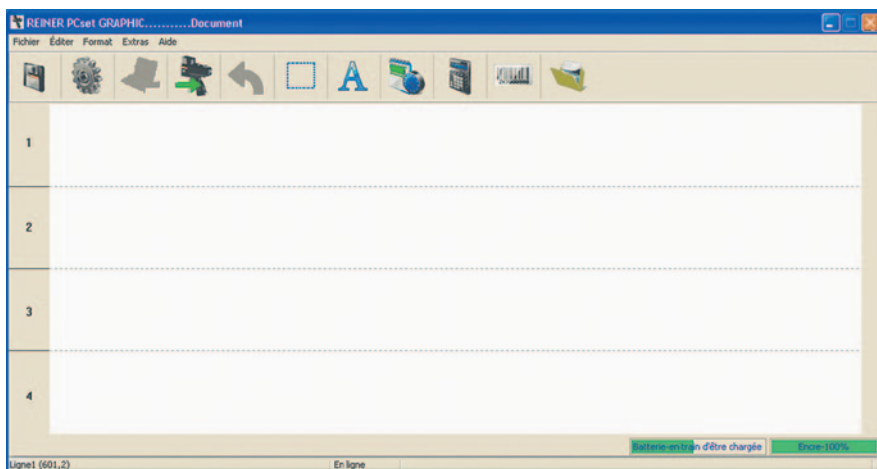 REINER PCset GRAPHIC...........Document
Fichier Éditer Format Extras Aide
A
1
2
3
4
Batterie-en train d'être chargée Encre-100%
Ligne1 (601,2) En ligne